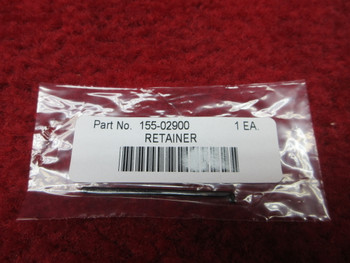 Part No. 155-02900 1 EA.
RETAINER